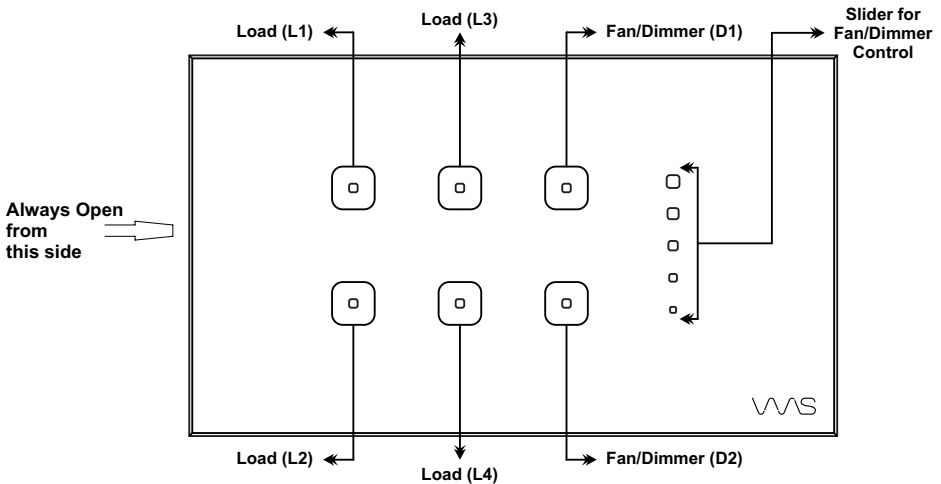 Load (L1)
Load (L3)
Fan/Dimmer (D1)
Slider for
Fan/Dimmer
Control
Always Open
from
this side
Load (L2)
Load (L4)
Fan/Dimmer (D2)